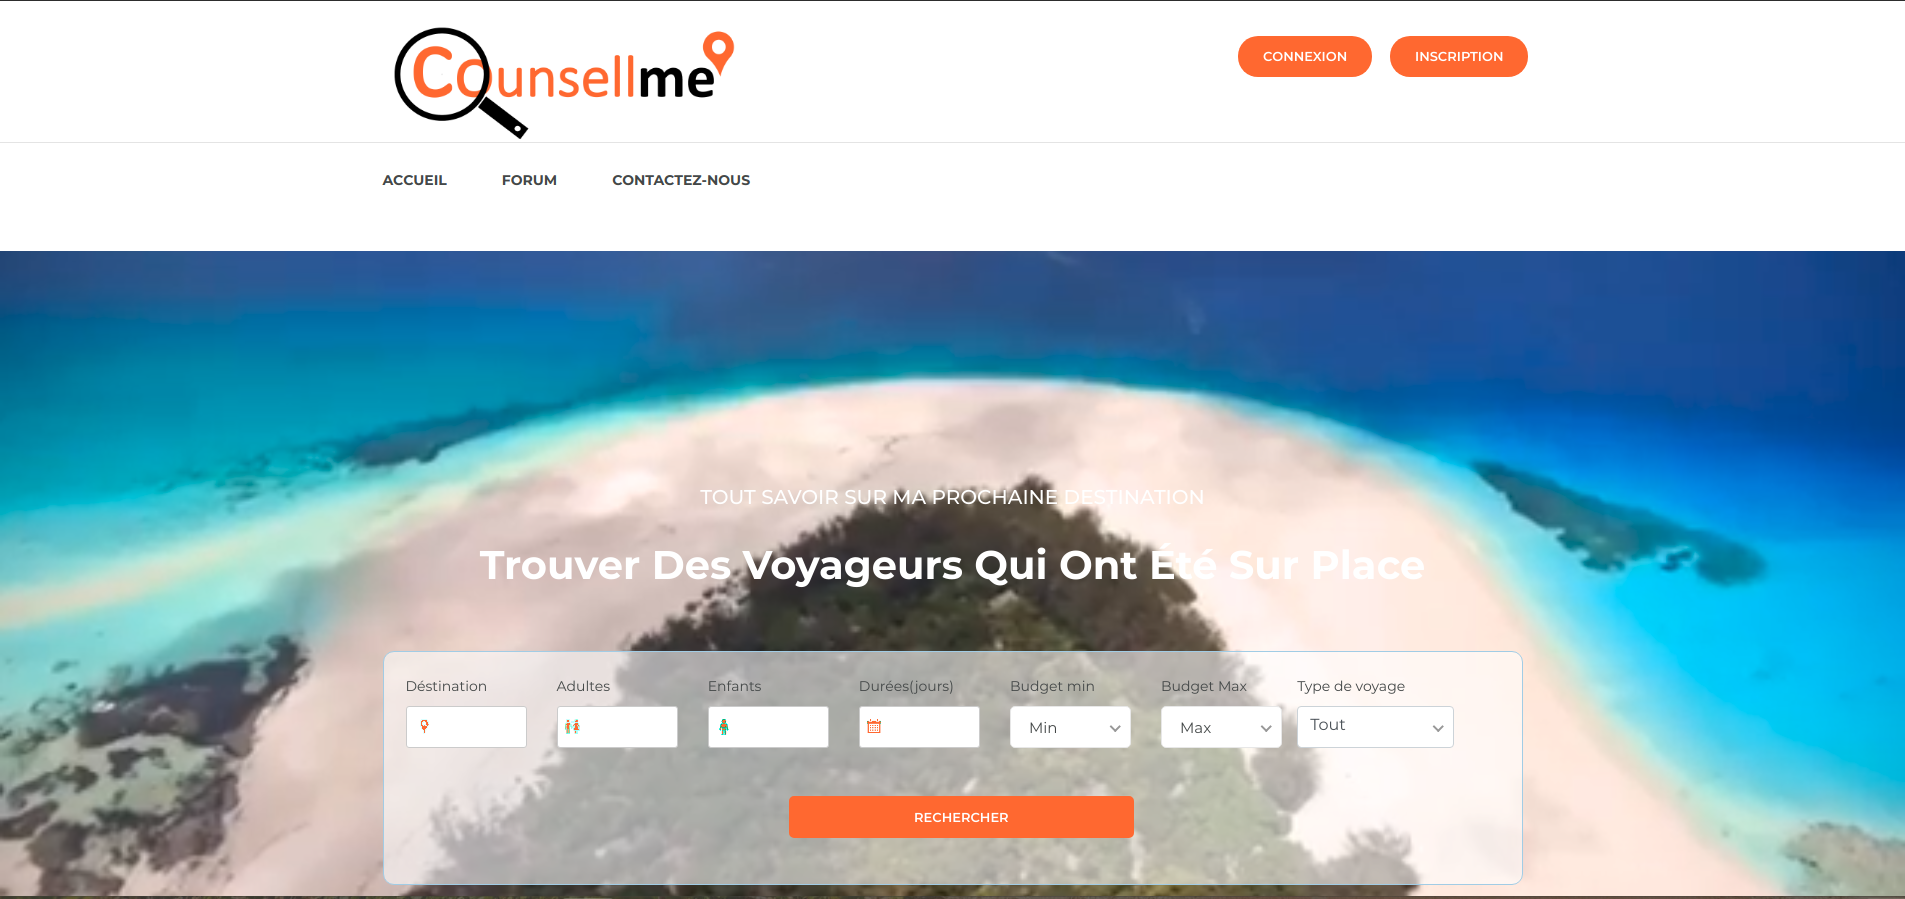 Counsellme
CONNEXION
INSCRIPTION
ACCUEIL
FORUM
CONTACTEZ-NOUS
TOUT SAVOIR SUR MA PROCHAINE DESTINATION
Trouver Des Voyageurs Qui Ont Été Sur Place
Déstination
Adultes
Enfants
Durées(jours)
Budget min
Budget Max
Type de voyage
Min
Max
Tout
RECHERCHER